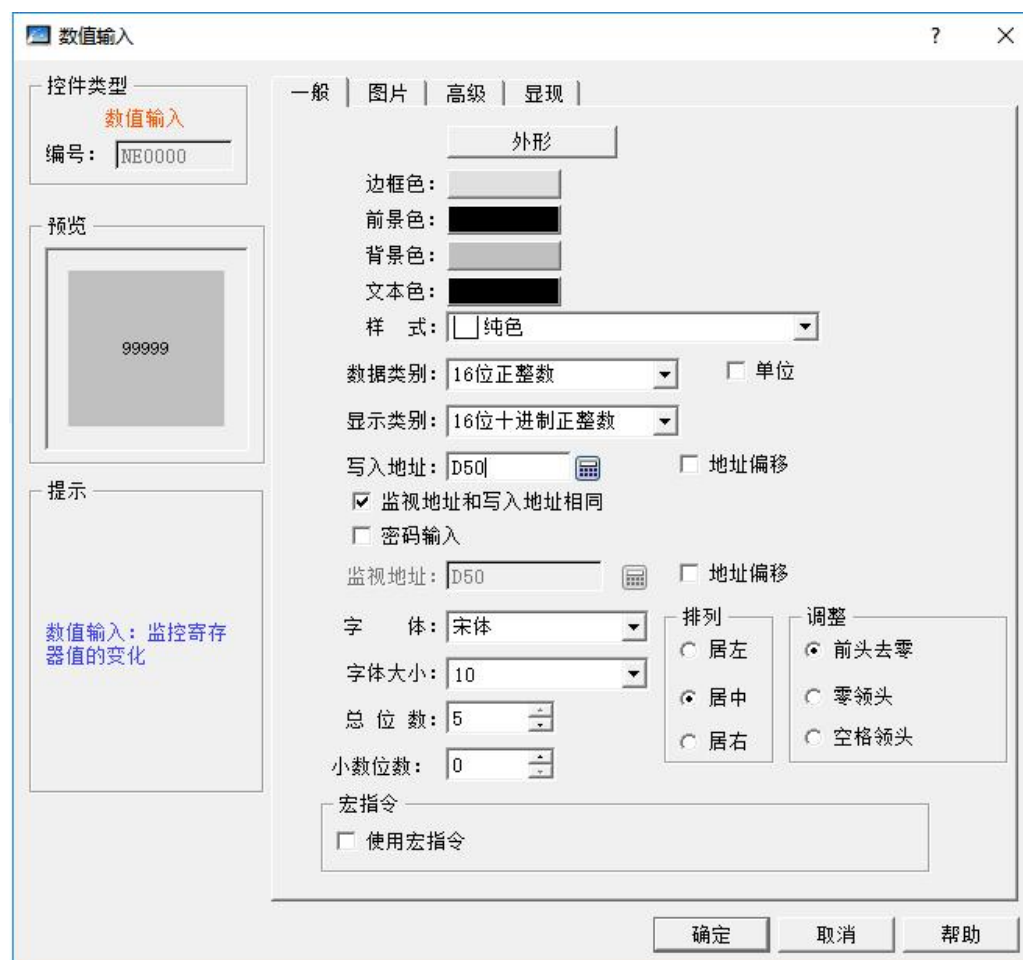 数值输入
?
控件类型
数值输入
编号: NE0000
预览
99999
提示
数值输入: 监控寄存
器值的变化
一般 图片 高级 显现
外形
边框色:
前景色:
背景色:
文本色:
样 式: 纯色
数据类别: 16位正整数 单位
显示类别: 16位十进制正整数
写入地址: D50 地址偏移
监视地址和写入地址相同
密码输入
监视地址: D50 地址偏移
字 体: 宋体
字体大小: 10
总 位 数: 5
小数位数: 0
排列
居左
居中
居右
调整
前头去零
零领头
空格领头
宏指令
使用宏指令
确定 取消 帮助